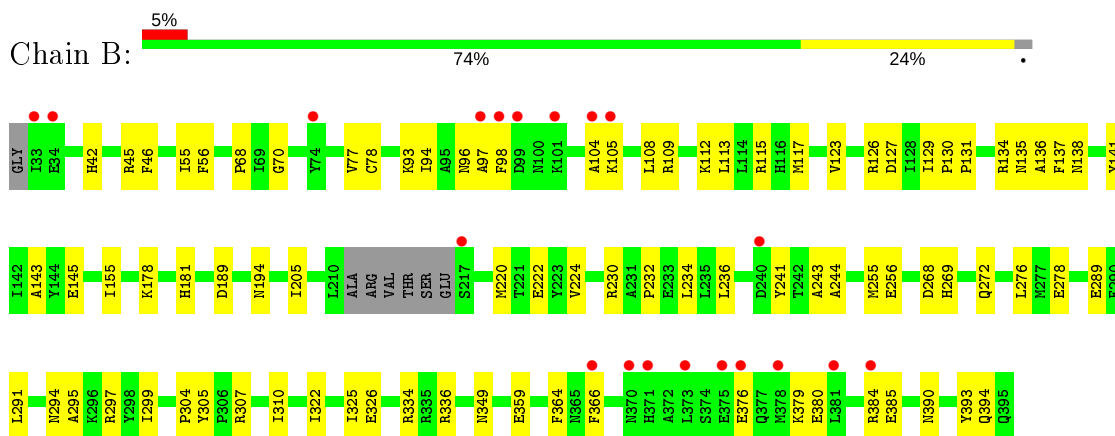 5%
Chain B:
74% 24%
GLY I33 E34 H42 R45 F46 I55 F56 P68 I69 G70 Y74 V77 C78 K93 I94 A95 N96 A97 F98 D99 N100 K101 A104 K105 L108 R109 K112 L113 L114 R115 H116 M117 V123 R126 D127 I128 I129 P130 P131 R134 N135 A136 F137 N138 Y141
I142 A143 Y144 E145 I155 K178 H181 D189 N194 I205 L210 ALA ARG VAL THR SER GLU S217 M220 T221 E222 Y223 V224 R230 A231 P232 E233 L234 L235 L236 D240 Y241 T242 A243 A244 M255 E256 D268 H269 Q272 L276 M277 E278 E289
L291 N294 A295 K296 R297 Y298 I299 P304 Y305 P306 R307 I310 I322 I325 E326 R334 R335 R336 N349 E359 F364 N365 F366 N370 H371 A372 L373 S374 E375 E376 Q377 M378 K379 E380 L381 R384 E385 N390 Y393 Q394 Q395